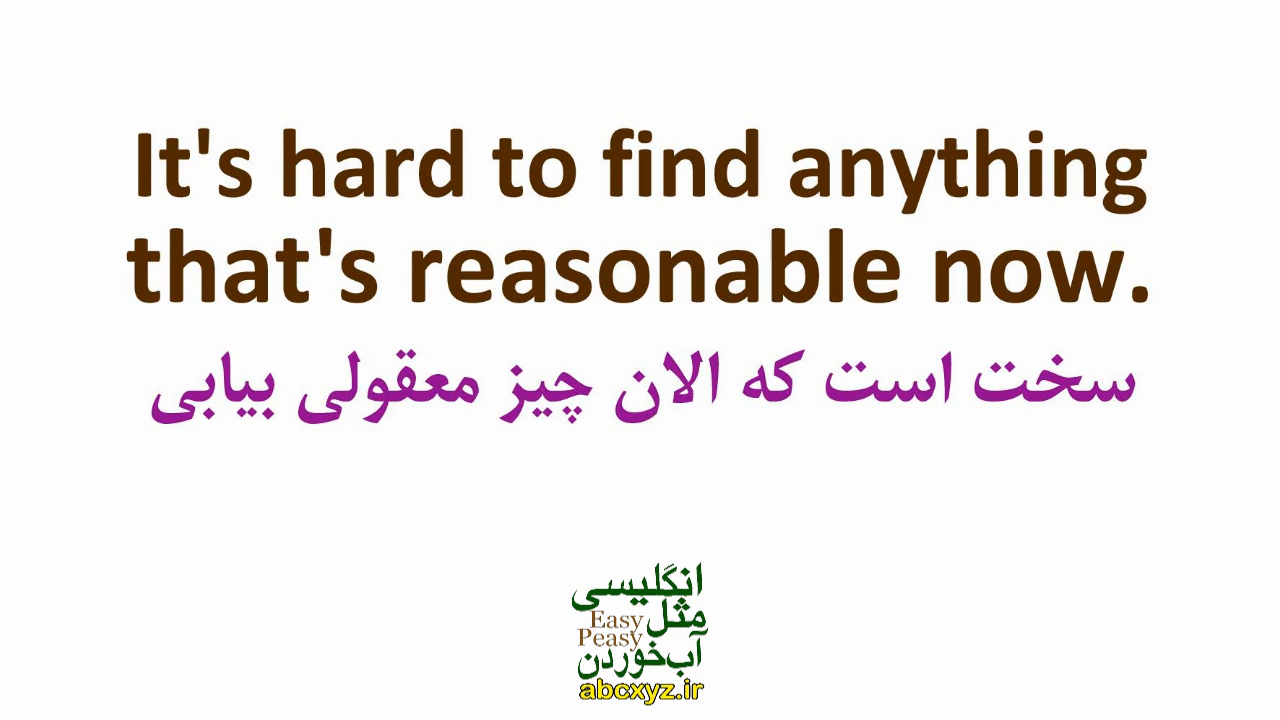 It's hard to find anything
that's reasonable now.
سخت است که الان چیز معقولی بیابی
انگلیسی
مثل
Easy
Peasy
آب‌خوردن
abcxyz.ir